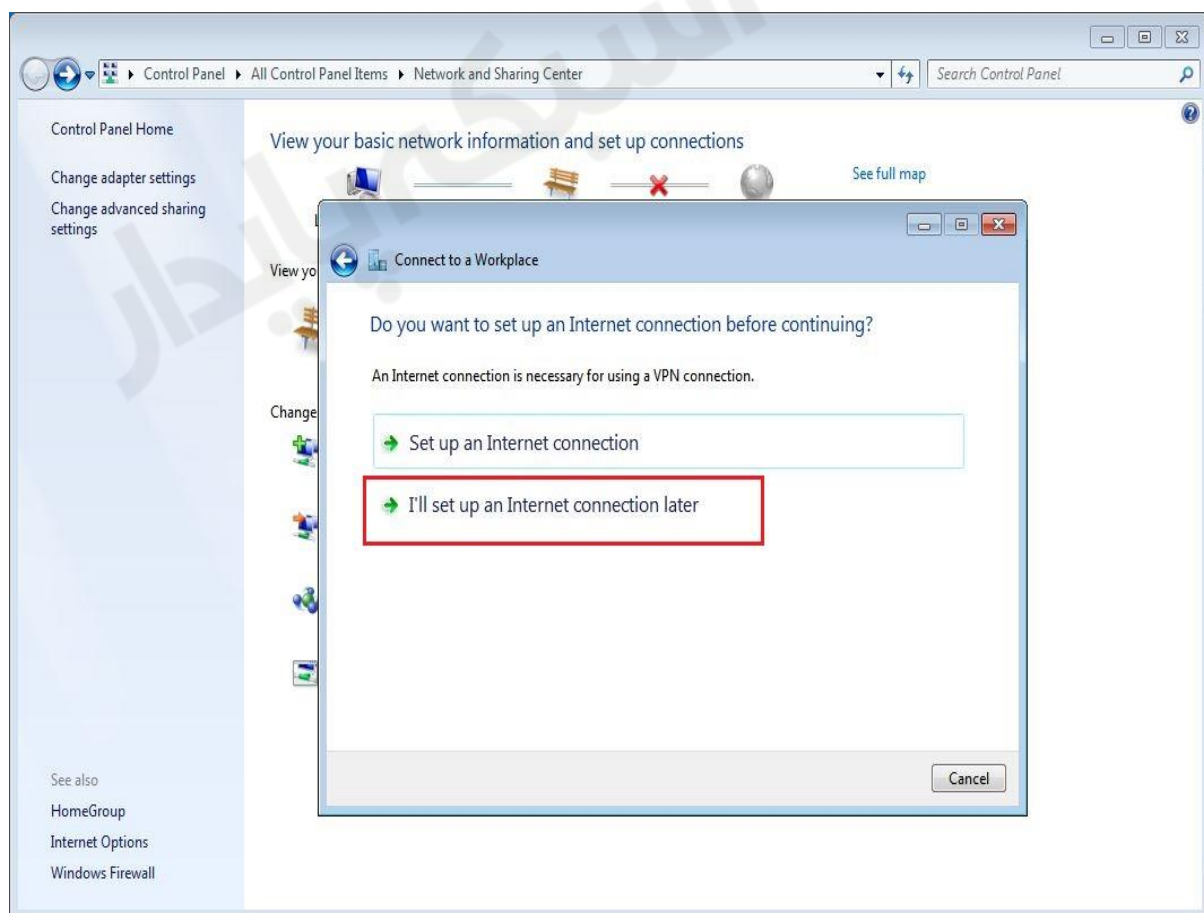 Control Panel ▸ All Control Panel Items ▸ Network and Sharing Center
Search Control Panel
Control Panel Home
Change adapter settings
Change advanced sharing
settings
View your basic network information and set up connections
See full map
View yo
Change
Connect to a Workplace
Do you want to set up an Internet connection before continuing?
An Internet connection is necessary for using a VPN connection.
Set up an Internet connection
I'll set up an Internet connection later
Cancel
See also
HomeGroup
Internet Options
Windows Firewall